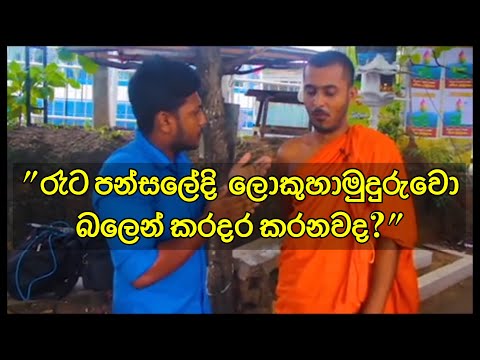 "රෑට පන්සලේදි ලොකුහාමුදුරුවො
බලෙන් කරදර කරනවද?"